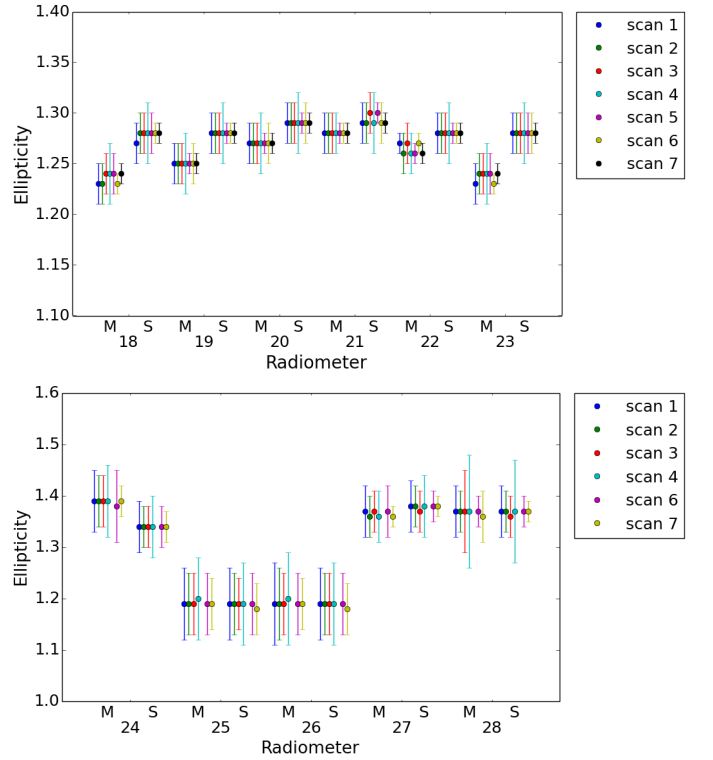 1.40
1.35
1.30
1.25
1.20
1.15
1.10
Ellipticity
M S M S M S M S M S M S
18 19 20 21 22 23
Radiometer
scan 1
scan 2
scan 3
scan 4
scan 5
scan 6
scan 7
1.6
1.5
1.4
1.3
1.2
1.1
1.0
Ellipticity
M S M S M S M S M S
24 25 26 27 28
Radiometer
scan 1
scan 2
scan 3
scan 4
scan 6
scan 7